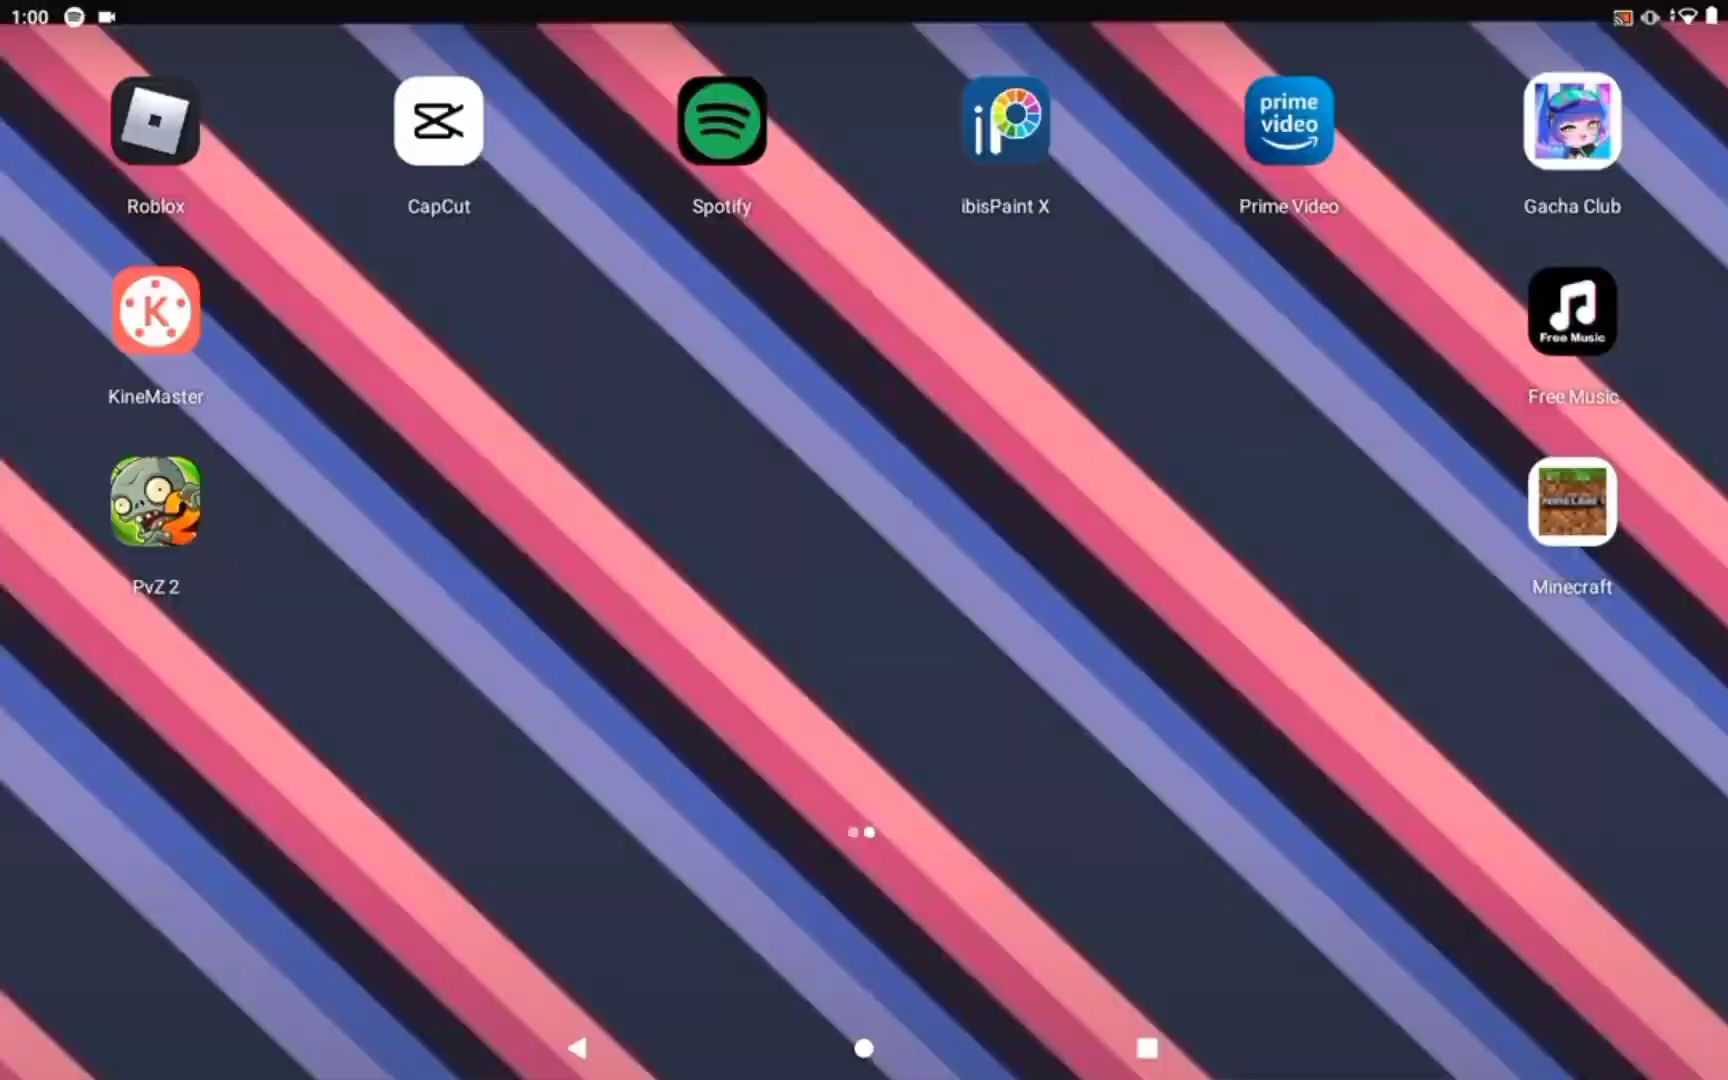 1:00
prime
video
Roblox
CapCut
Spotify
ibisPaint X
Prime Video
Gacha Club
K
Free Music
KineMaster
Free Music
MINECRAFT
PvZ 2
Minecraft